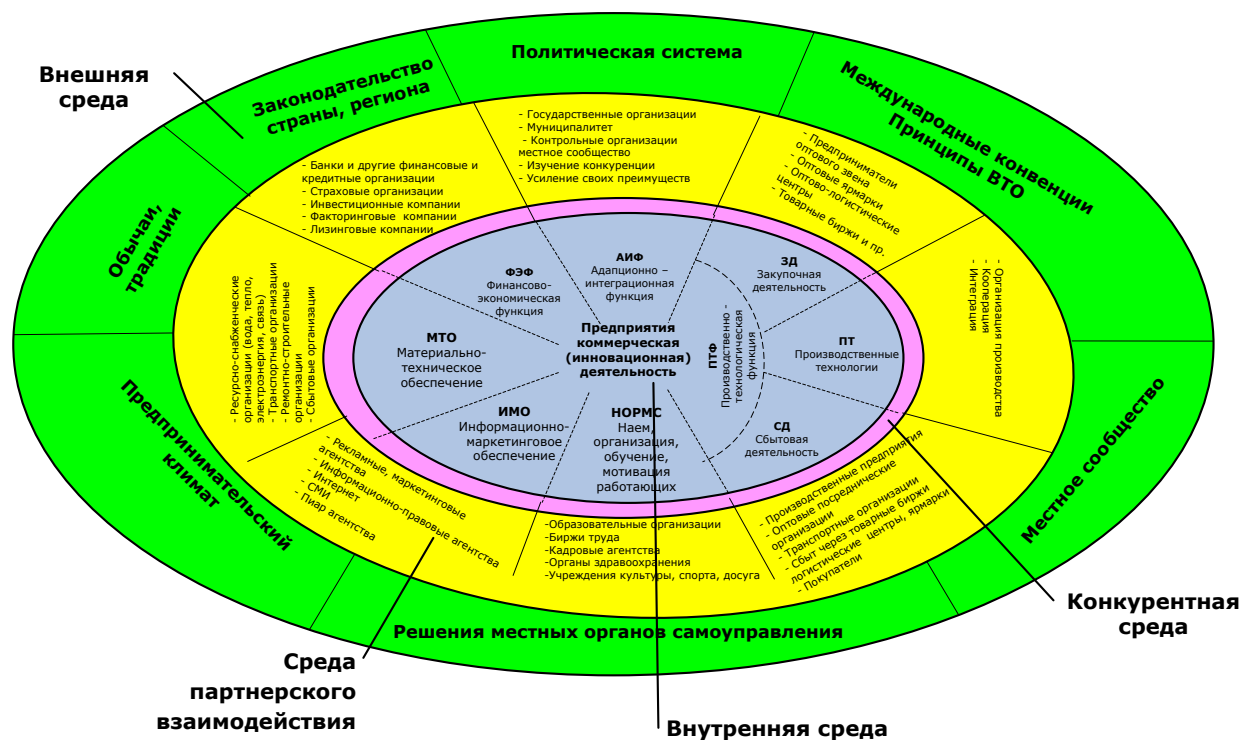 Внешняя
среда
Законодательство
страны, региона
Политическая система
Международные конвенции
Принципы ВТО
Обычаи,
традиции
Предпринимательский
климат
Местное сообщество
Решения местных органов самоуправления
- Банки и другие финансовые и
кредитные организации
- Страховые организации
- Инвестиционные компании
- Факторинговые компании
- Лизинговые компании
- Государственные организации
- Муниципалитет
- Контрольные организации
местное сообщество
- Изучение конкуренции
- Усиление своих преимуществ
- Предприниматели
оптового звена
- Оптовые ярмарки
- Оптово-логистические
центры
- Товарные биржи и пр.
- Организация производства
- Кооперация
- Интеграция
- Ресурсно-снабженческие
организации (вода, тепло,
электроэнергия, связь)
- Транспортные организации
- Ремонтно-строительные
организации
- Сбытовые организации
- Рекламные, маркетинговые
агентства
- Информационно-правовые агентства
- Интернет
- СМИ
- Пиар агентства
-Образовательные организации
-Биржи труда
-Кадровые агентства
-Органы здравоохранения
-Учреждения культуры, спорта, досуга
- Производственные предприятия
- Оптовые посреднические
организации
- Транспортные организации
- Сбыт через товарные биржи
логистические центры, ярмарки
- Покупатели
ФЭФ
Финансово-
экономическая
функция
АИФ
Адапционно –
интеграционная
функция
ЗД
Закупочная
деятельность
МТО
Материально-
техническое
обеспечение
Предприятия
коммерческая
(инновационная)
деятельность
ПТФ
Производственно -
технологическая
функция
ПТ
Производственные
технологии
ИМО
Информационно-
маркетинговое
обеспечение
НОРМС
Наем,
организация,
обучение,
мотивация
работающих
СД
Сбытовая
деятельность
Конкурентная
среда
Среда
партнерского
взаимодействия
Внутренняя среда